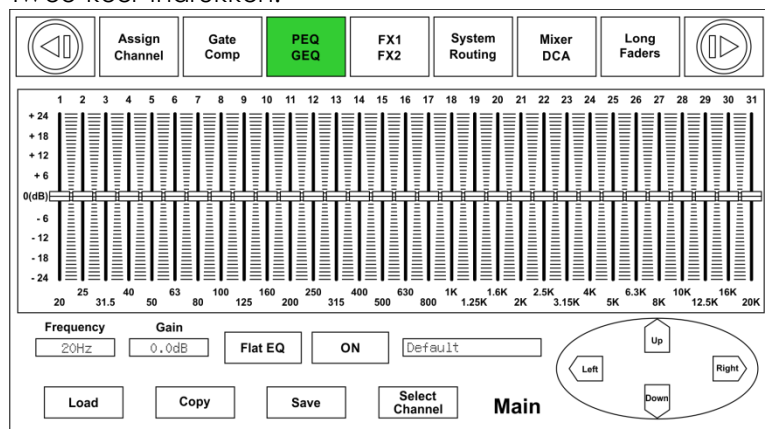 Twee keer indrukken.
Assign Channel
Gate Comp
PEQ GEQ
FX1 FX2
System Routing
Mixer DCA
Long Faders
1 2 3 4 5 6 7 8 9 10 11 12 13 14 15 16 17 18 19 20 21 22 23 24 25 26 27 28 29 30 31
+ 24
+ 18
+ 12
+ 6
0(dB)
- 6
- 12
- 18
- 24
25 40 63 100 160 250 400 630 1K 1.6K 2.5K 4K 6.3K 10K 16K
20 31.5 50 80 125 200 315 500 800 1.25K 2K 3.15K 5K 8K 12.5K 20K
Frequency
Gain
20Hz
0.0dB
Flat EQ
ON
Default
Up
Left
Right
Down
Load
Copy
Save
Select Channel
Main